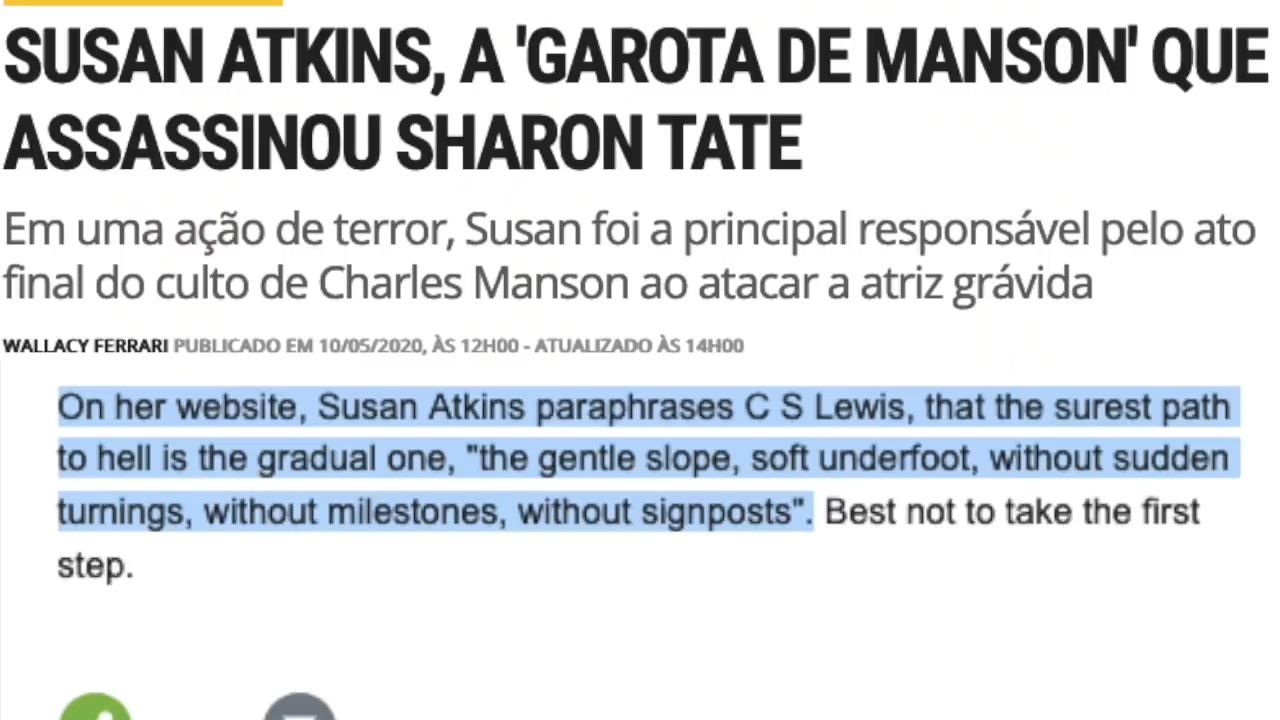 SUSAN ATKINS, A 'GAROTA DE MANSON' QUE
ASSASSINOU SHARON TATE
Em uma ação de terror, Susan foi a principal responsável pelo ato
final do culto de Charles Manson ao atacar a atriz grávida
WALLACY FERRARI PUBLICADO EM 10/05/2020, ÀS 12H00 - ATUALIZADO ÀS 14H00
On her website, Susan Atkins paraphrases C S Lewis, that the surest path
to hell is the gradual one, "the gentle slope, soft underfoot, without sudden
turnings, without milestones, without signposts". Best not to take the first
step.